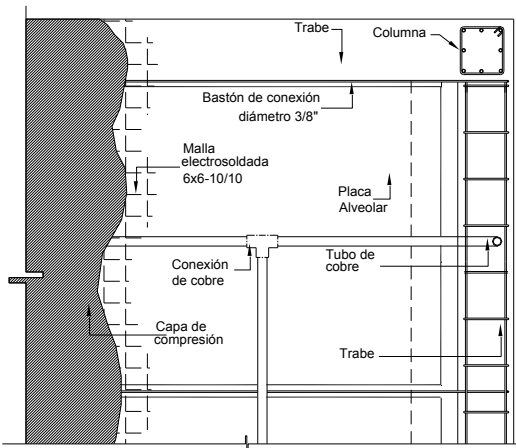 Trabe
Columna
Bastón de conexión
diámetro 3/8"
Malla
electrosoldada
6x6-10/10
Placa
Alveolar
Conexión
de cobre
Tubo de
cobre
Capa de
compresión
Trabe